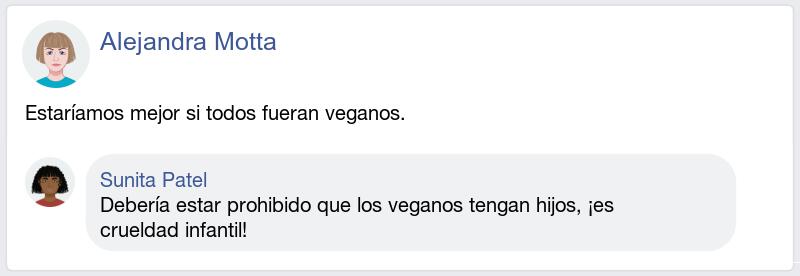 Alejandra Motta
Estaríamos mejor si todos fueran veganos.
Sunita Patel
Debería estar prohibido que los veganos tengan hijos, ¡es
crueldad infantil!